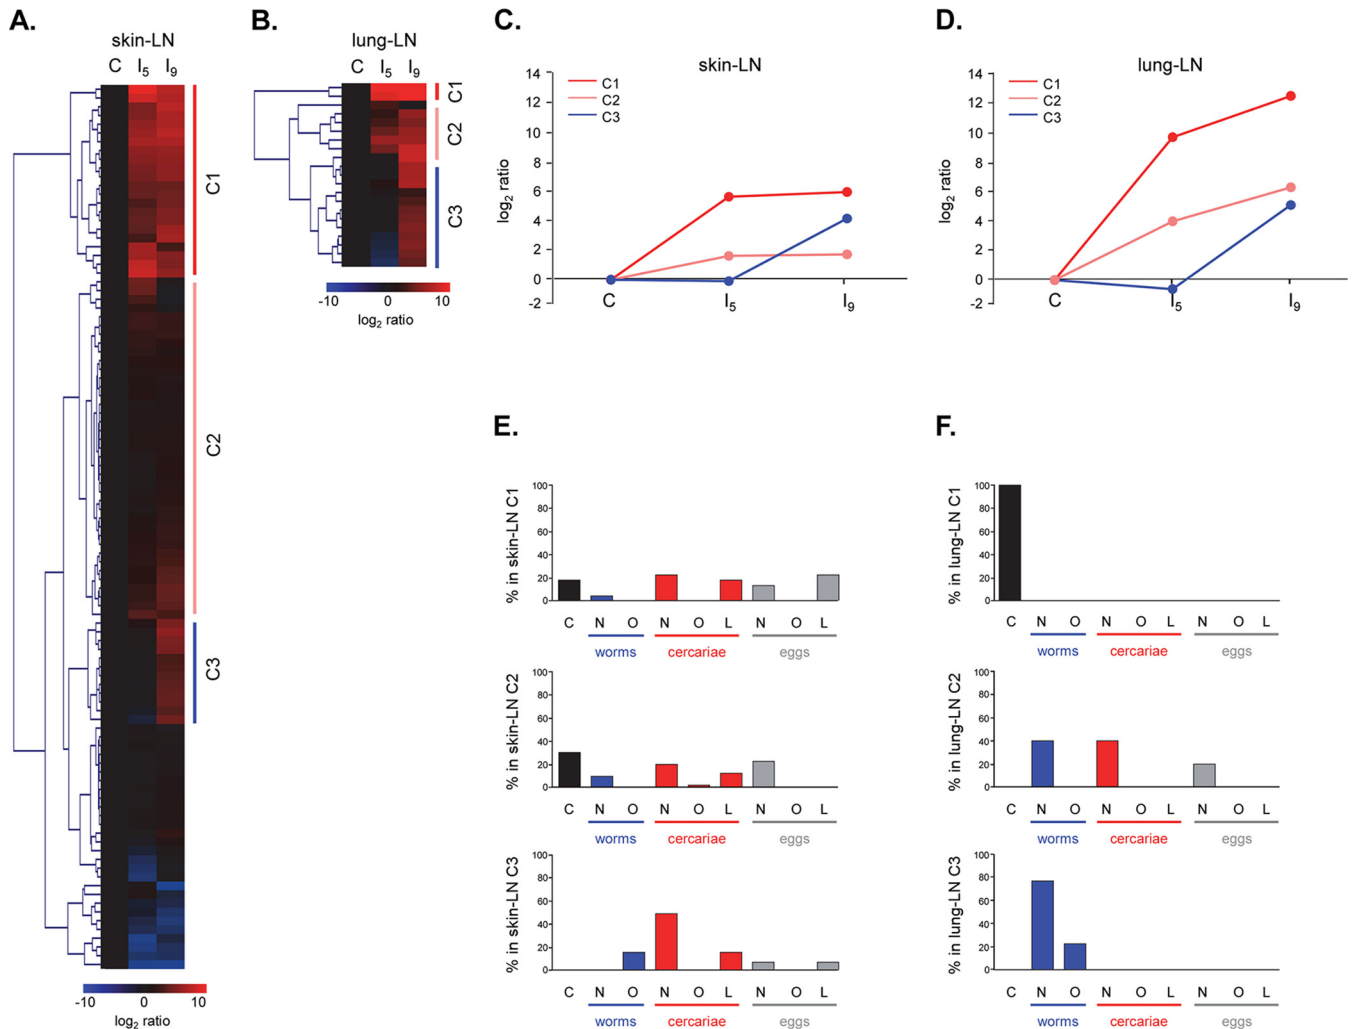 A.
skin-LN
C I5 I9
C1
C2
C3
-10 0 10
log2 ratio
B.
lung-LN
C I5 I9
C1
C2
C3
-10 0 10
log2 ratio
C.
skin-LN
C1
C2
C3
log2 ratio
14
12
10
8
6
4
2
0
-2
C I5 I9
D.
lung-LN
C1
C2
C3
log2 ratio
14
12
10
8
6
4
2
0
-2
C I5 I9
E.
% in skin-LN C1
100
80
60
40
20
0
C N O N O L N O L
worms cercariae eggs
% in skin-LN C2
100
80
60
40
20
0
C N O N O L N O L
worms cercariae eggs
% in skin-LN C3
100
80
60
40
20
0
C N O N O L N O L
worms cercariae eggs
F.
% in lung-LN C1
100
80
60
40
20
0
C N O N O L N O L
worms cercariae eggs
% in lung-LN C2
100
80
60
40
20
0
C N O N O L N O L
worms cercariae eggs
% in lung-LN C3
100
80
60
40
20
0
C N O N O L N O L
worms cercariae eggs